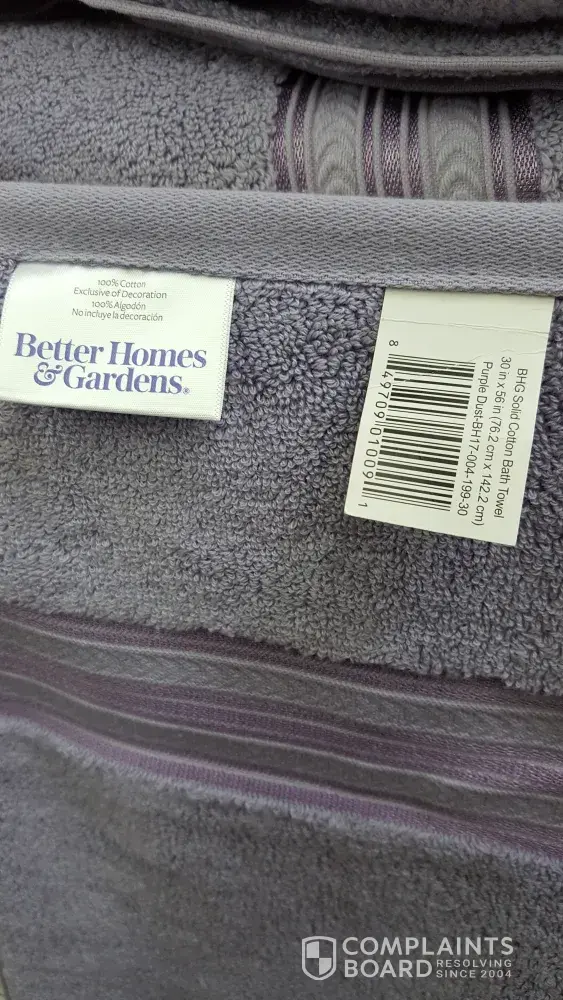 100% Cotton
Exclusive of Decoration
100% Algodón
No incluye la decoración
Better Homes
& Gardens®
BHG Solid Cotton Bath Towel
30 in x 56 in (76.2 cm x 142.2 cm)
Purple Dust-BH17-004-199-30
8 49709 01009 1
COMPLAINTS
BOARD RESOLVING
SINCE 2004